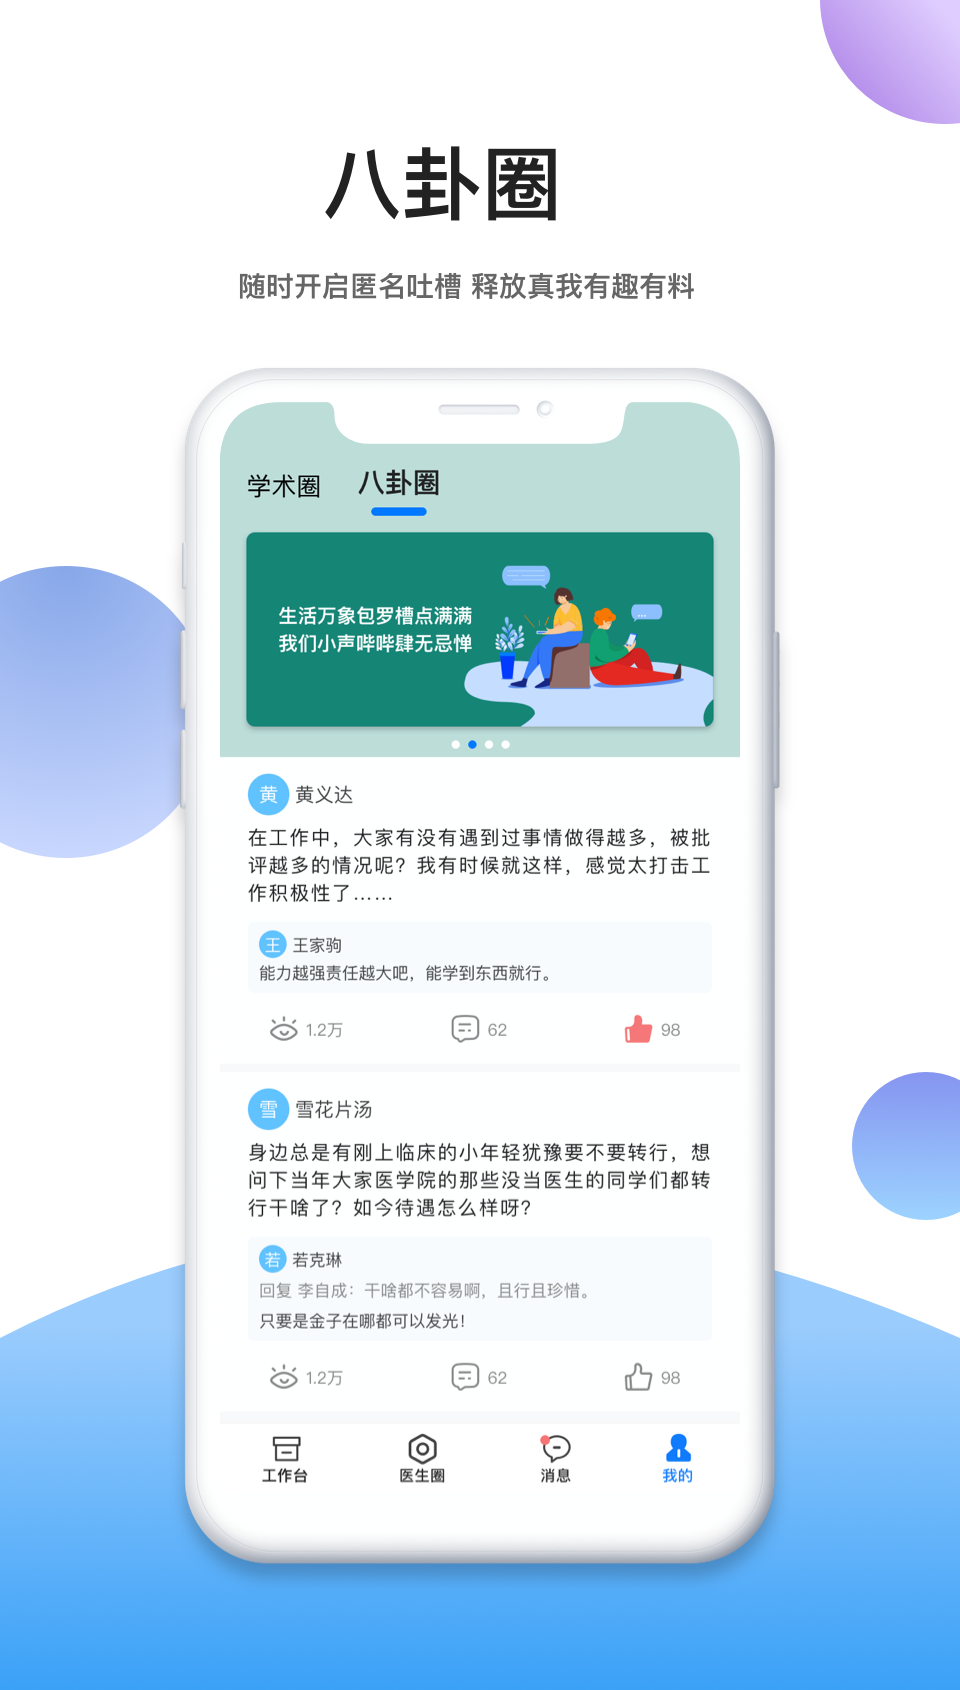 八卦圈
随时开启匿名吐槽 释放真我有趣有料
学术圈 八卦圈
生活万象包罗槽点满满
我们小声哔哔肆无忌惮
黄 黄义达
在工作中，大家有没有遇到过事情做得越多，被批
评越多的情况呢？我有时候就这样，感觉太打击工
作积极性了……
王 王家驹
能力越强责任越大吧，能学到东西就行。
1.2万 62 98
雪 雪花片汤
身边总是有刚上临床的小年轻犹豫要不要转行，想
问下当年大家医学院的那些没当医生的同学们都转
行干啥了？如今待遇怎么样呀？
若 若克琳
回复 李自成：干啥都不容易啊，且行且珍惜。
只要是金子在哪都可以发光！
1.2万 62 98
工作台 医生圈 消息 我的